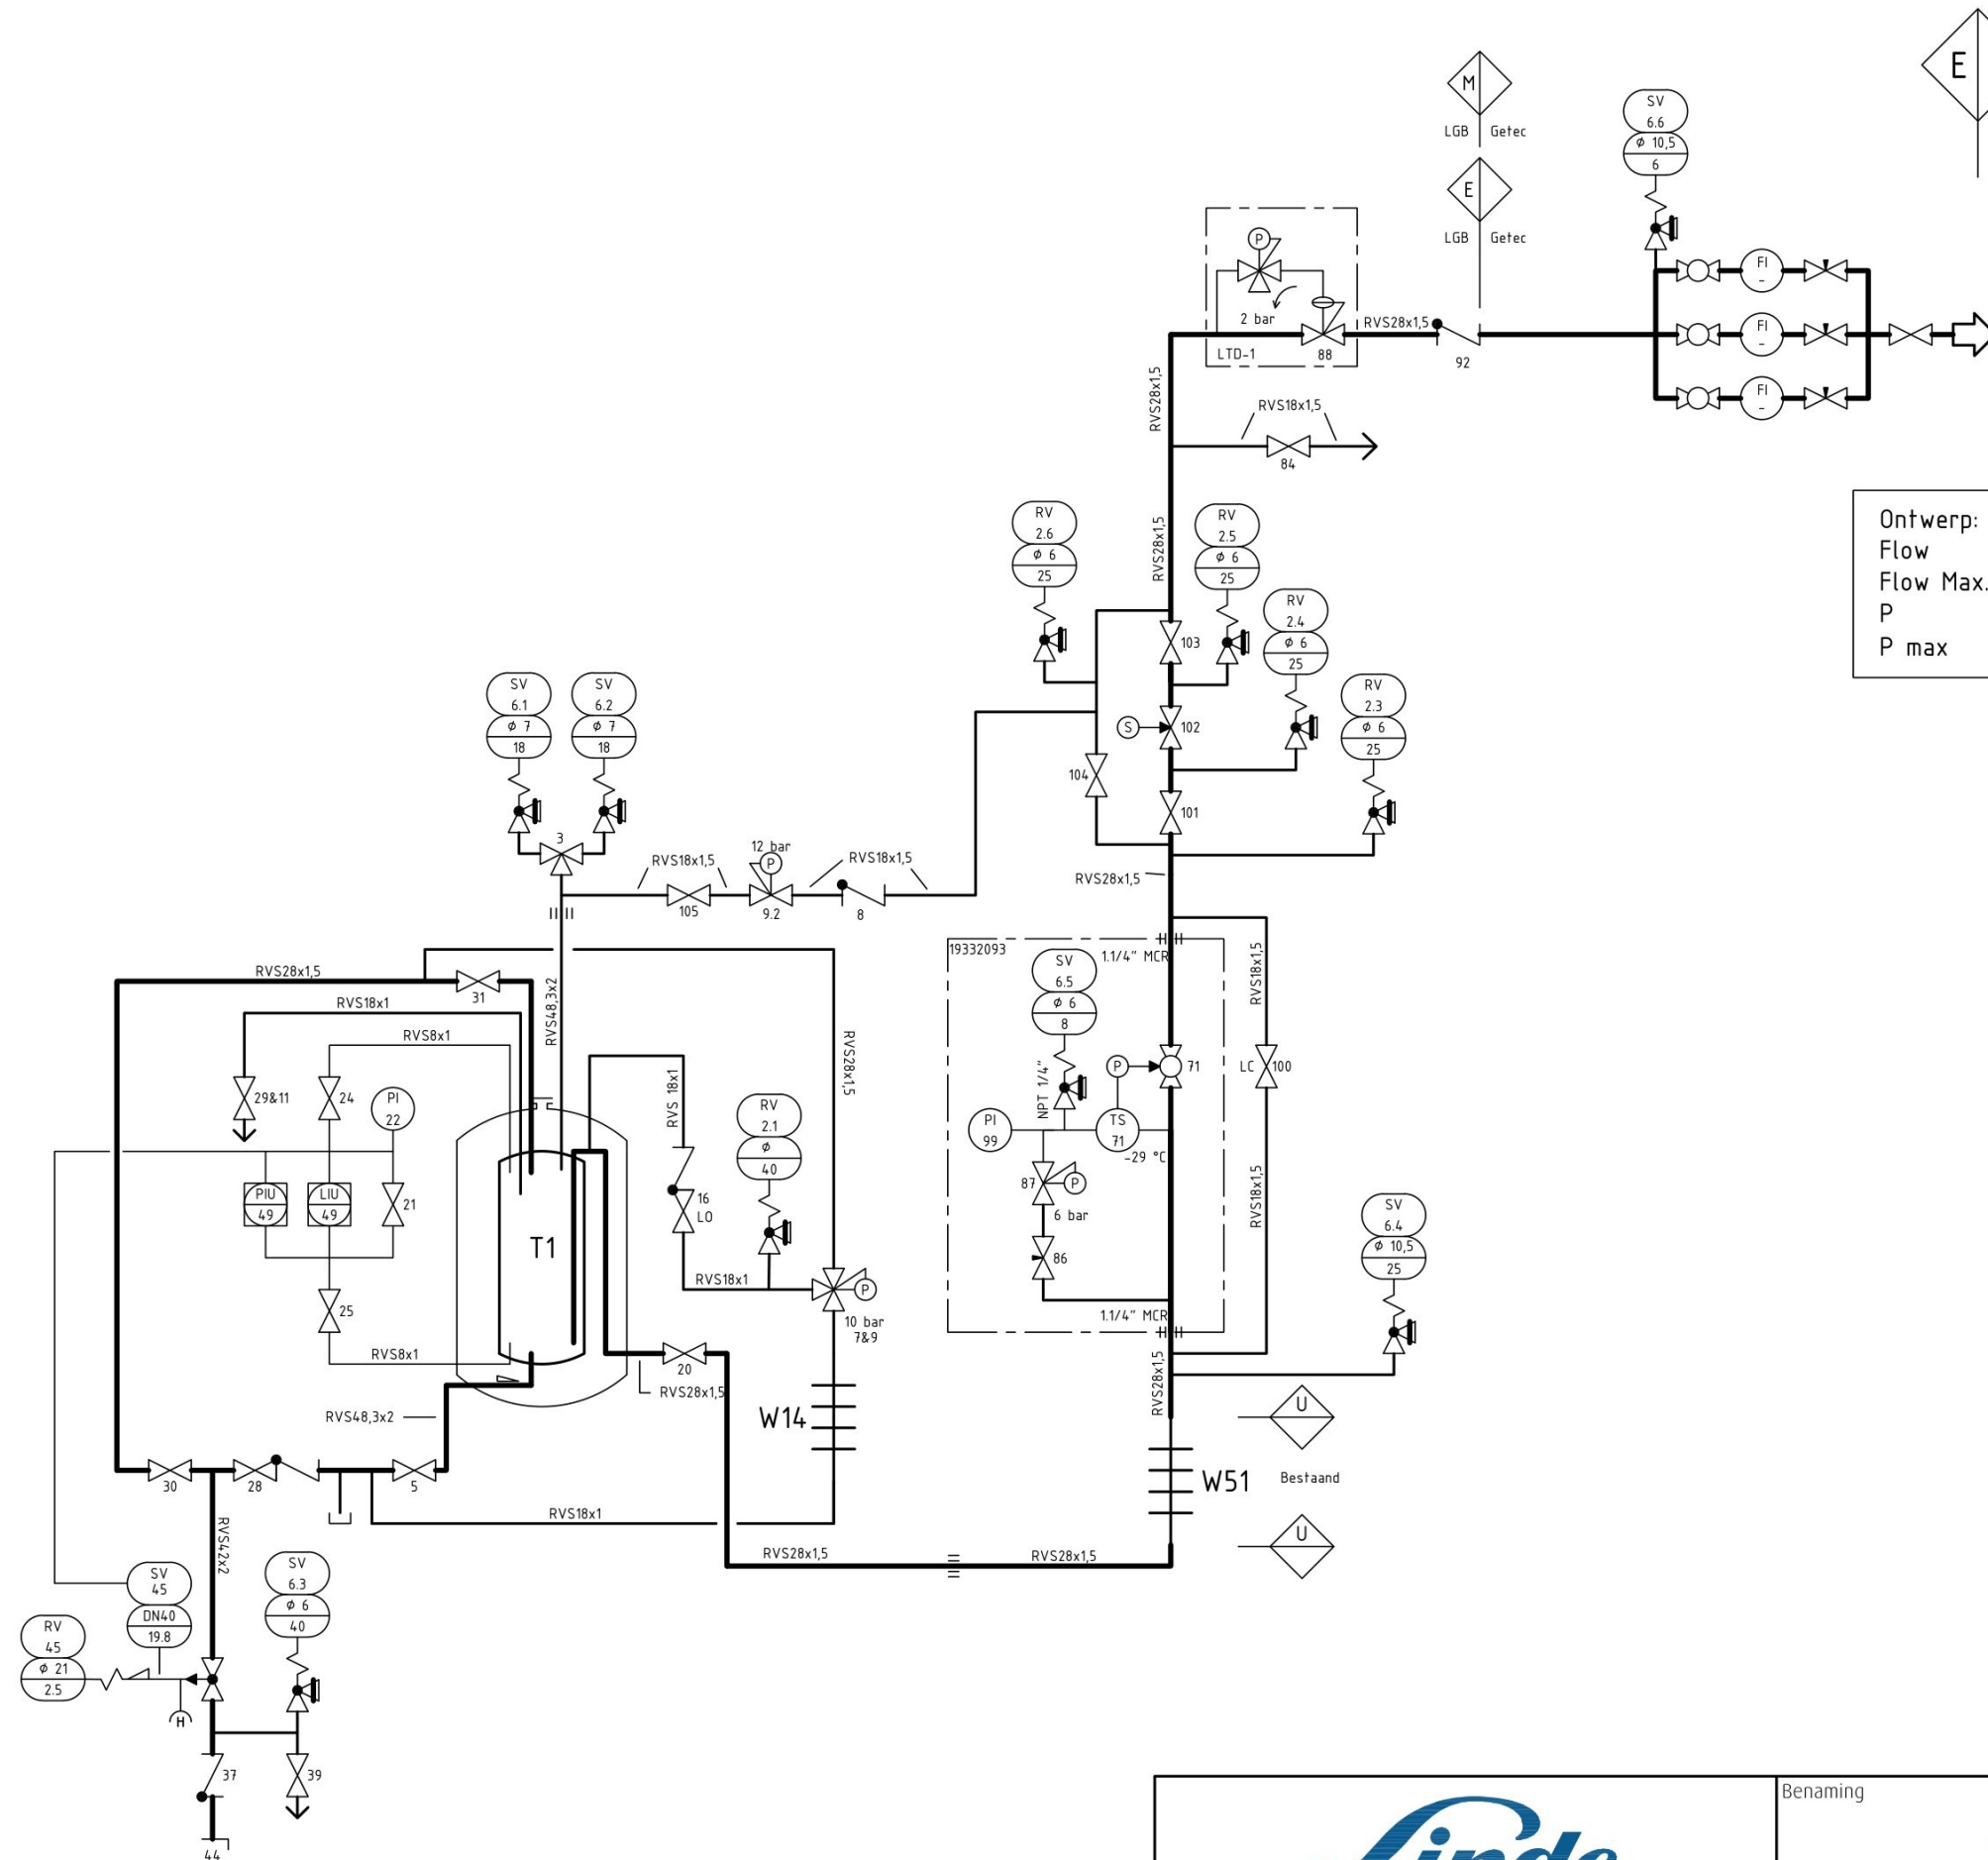 E
M
LGB Getec
E
LGB Getec
SV
6.6
ϕ 10,5
6
P
2 bar
LTD-1
88
RVS28x1,5
92
FI
-
FI
-
FI
-
RVS28x1,5
RVS18x1,5
84
Ontwerp:
Flow
Flow Max.
P
P max
RV
2.6
ϕ 6
25
RVS28x1,5
RV
2.5
ϕ 6
25
RV
2.4
ϕ 6
25
RV
2.3
ϕ 6
25
103
S
102
104
101
SV
6.1
ϕ 7
18
SV
6.2
ϕ 7
18
3
RVS18x1,5
105
12 bar
P
9.2
RVS18x1,5
8
RVS28x1,5
RVS28x1,5
31
RVS18x1
RVS8x1
RVS48,3x2
29&11
24
PI
22
PIU
49
LIU
49
21
T1
25
RVS8x1
RVS 18x1
16
LO
RV
2.1
ϕ
40
RVS28x1,5
RVS18x1
P
10 bar
7&9
20
RVS28x1,5
W14
RVS48,3x2
30
28
5
RVS18x1
RVS28x1,5
RVS28x1,5
19332093
1.1/4" MCR
SV
6.5
ϕ 6
8
NPT 1/4"
P
71
PI
99
TS
71
-29 °C
87
P
6 bar
86
1.1/4" MCR
RVS18x1,5
LC 100
RVS18x1,5
RVS28x1,5
SV
6.4
ϕ 10,5
25
U
W51
Bestaand
U
RVS42x2
SV
45
DN40
19.8
SV
6.3
ϕ 6
40
RV
45
ϕ 21
2.5
H
37
39
44
Benaming
Linde